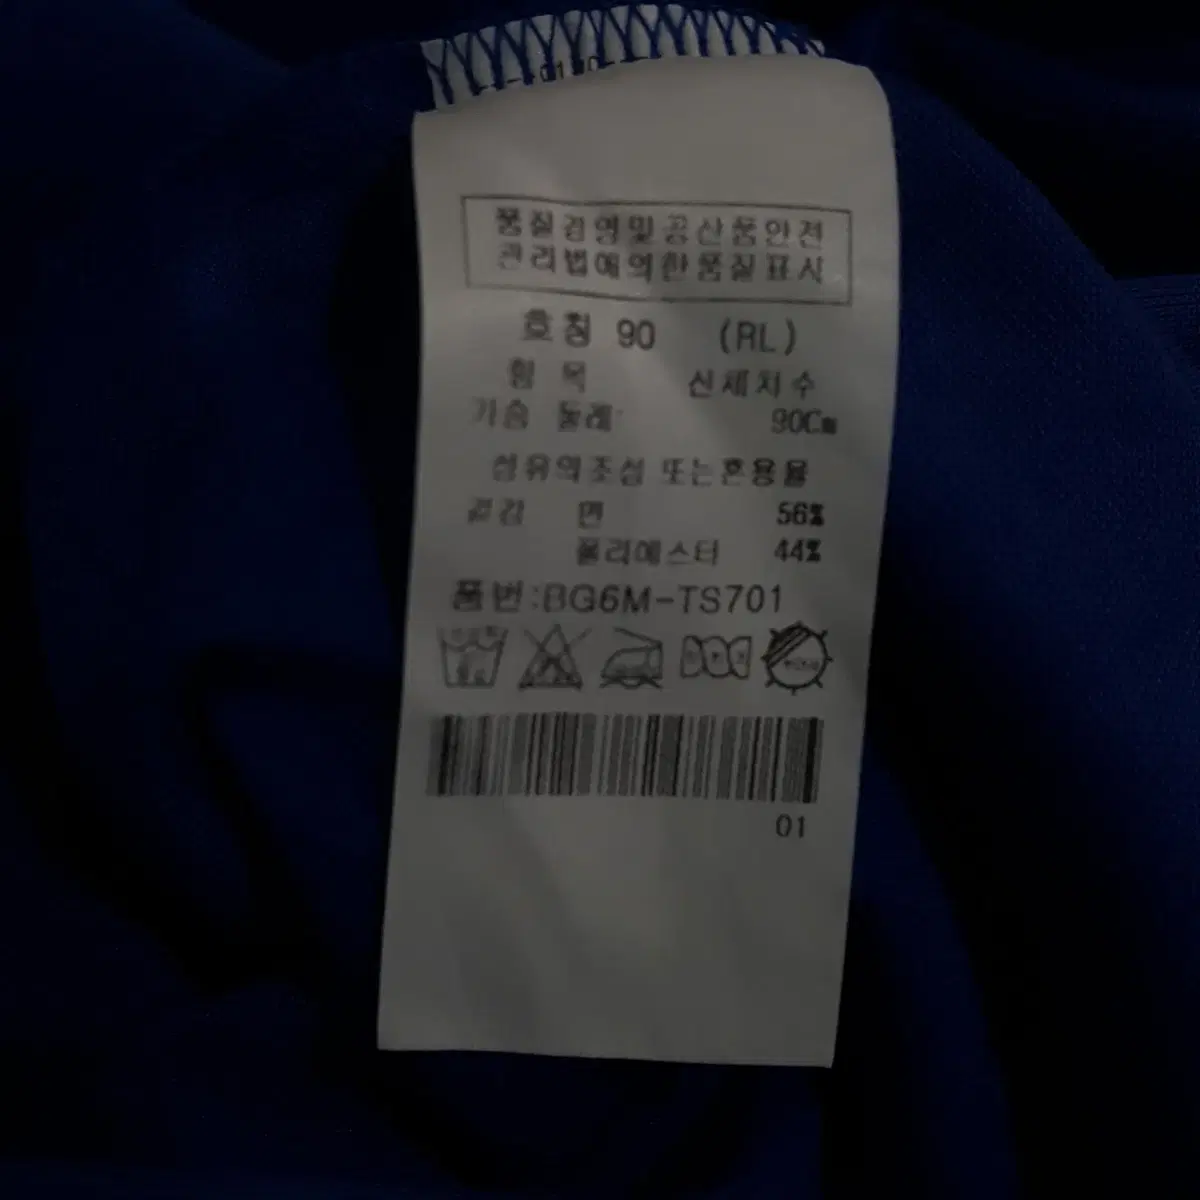 품질경영및공산품안전
관리법에의한품질표시
호칭 90 (RL)
항 목 신체치수
가슴 둘레: 90Cm
섬유의조성 또는혼용율
겉감 면 56%
폴리에스터 44%
품번:BG6M-TS701
01